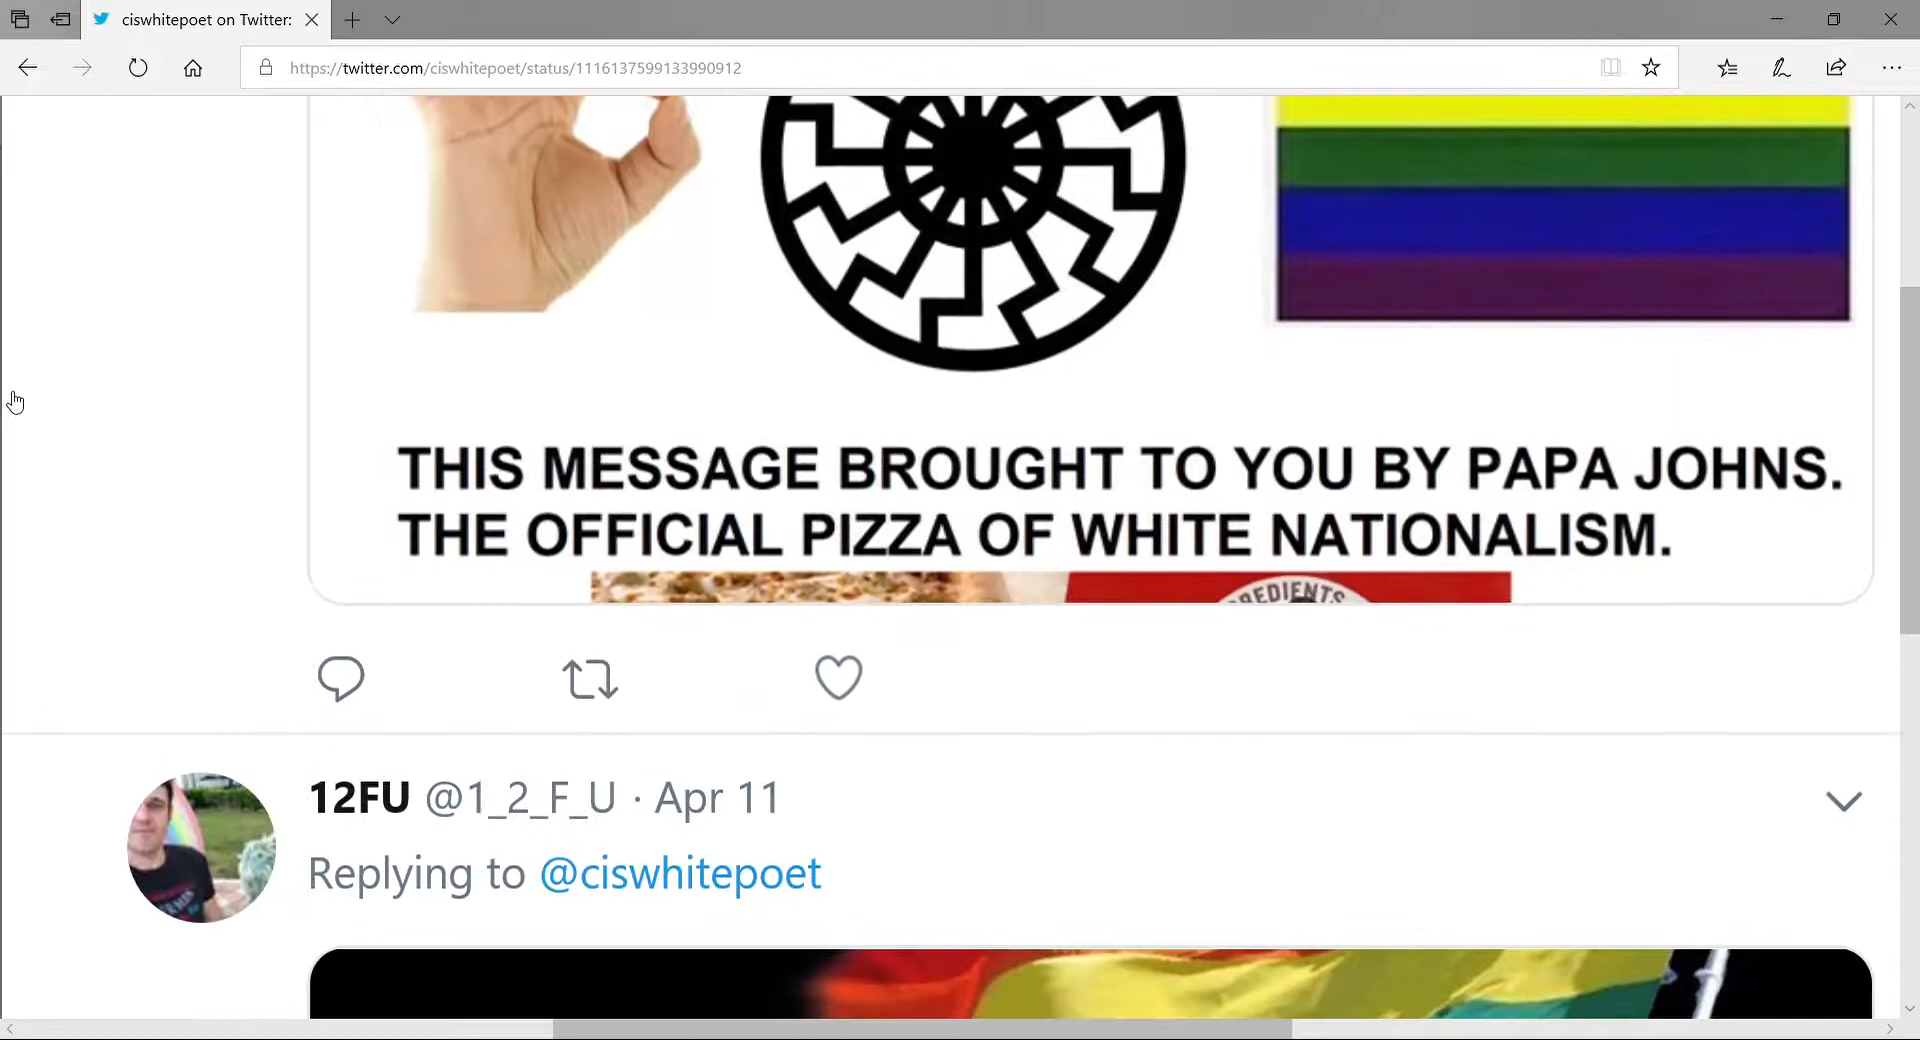 ciswhitepoet on Twitter:
https://twitter.com/ciswhitepoet/status/1116137599133990912
THIS MESSAGE BROUGHT TO YOU BY PAPA JOHNS.
THE OFFICIAL PIZZA OF WHITE NATIONALISM.
REDIENTS
12FU @1_2_F_U · Apr 11
Replying to @ciswhitepoet